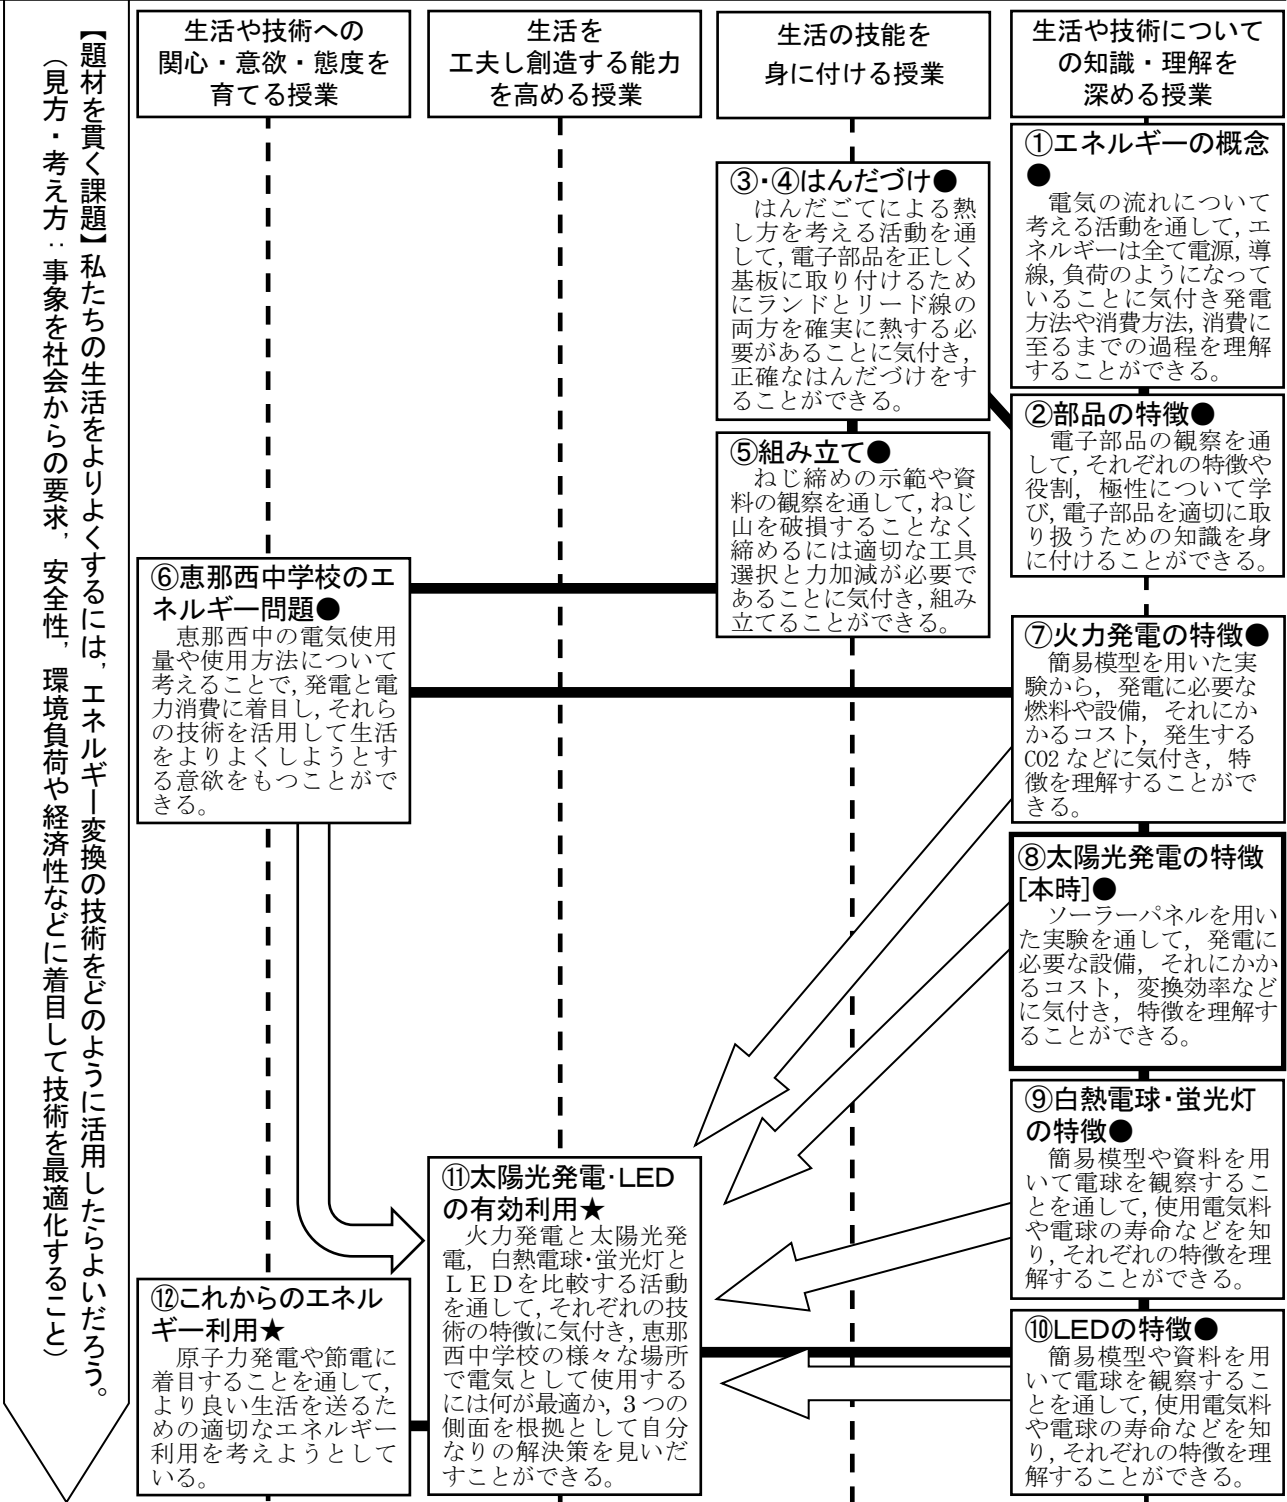 【題材を貫く課題】私たちの生活をよりよくするには，エネルギー変換の技術をどのように活用したらよいだろう。
（見方・考え方：事象を社会からの要求，安全性，環境負荷や経済性などに着目して技術を最適化すること）
生活や技術への
関心・意欲・態度を
育てる授業
生活を
工夫し創造する能力
を高める授業
生活の技能を
身に付ける授業
生活や技術について
の知識・理解を
深める授業
①エネルギーの概念
●
電気の流れについて
考える活動を通して，エ
ネルギーは全て電源，導
線，負荷のようになって
いることに気付き発電
方法や消費方法，消費に
至るまでの過程を理解
することができる。
②部品の特徴●
電子部品の観察を通
して，それぞれの特徴や
役割，極性について学
び，電子部品を適切に取
り扱うための知識を身
に付けることができる。
③・④はんだづけ●
はんだごてによる熱
し方を考える活動を通
して，電子部品を正しく
基板に取り付けるため
にランドとリード線の
両方を確実に熱する必
要があることに気付き，
正確なはんだづけをす
ることができる。
⑤組み立て●
ねじ締めの示範や資
料の観察を通して，ねじ
山を破損することなく
締めるには適切な工具
選択と力加減が必要で
あることに気付き，組み
立てることができる。
⑥恵那西中学校のエ
ネルギー問題●
恵那西中の電気使用
量や使用方法について
考えることで，発電と電
力消費に着目し，それら
の技術を活用して生活
をよりよくしようとす
る意欲をもつことがで
きる。
⑦火力発電の特徴●
簡易模型を用いた実
験から，発電に必要な
燃料や設備，それにか
かるコスト，発生する
CO2 などに気付き，特
徴を理解することがで
きる。
⑧太陽光発電の特徴
[本時]●
ソーラーパネルを用い
た実験を通して，発電に
必要な設備，それにかか
るコスト，変換効率など
に気付き，特徴を理解す
ることができる。
⑨白熱電球・蛍光灯
の特徴●
簡易模型や資料を用
いて電球を観察するこ
とを通して，使用電気料
や電球の寿命などを知
り，それぞれの特徴を理
解することができる。
⑩LEDの特徴●
簡易模型や資料を用
いて電球を観察するこ
とを通して，使用電気料
や電球の寿命などを知
り，それぞれの特徴を理
解することができる。
⑪太陽光発電・LED
の有効利用★
火力発電と太陽光発
電，白熱電球・蛍光灯と
ＬＥＤを比較する活動
を通して，それぞれの技
術の特徴に気付き，恵那
西中学校の様々な場所
で電気として使用する
には何が最適か，３つの
側面を根拠として自分
なりの解決策を見いだ
すことができる。
⑫これからのエネル
ギー利用★
原子力発電や節電に
着目することを通して，
より良い生活を送るた
めの適切なエネルギー
利用を考えようとして
いる。